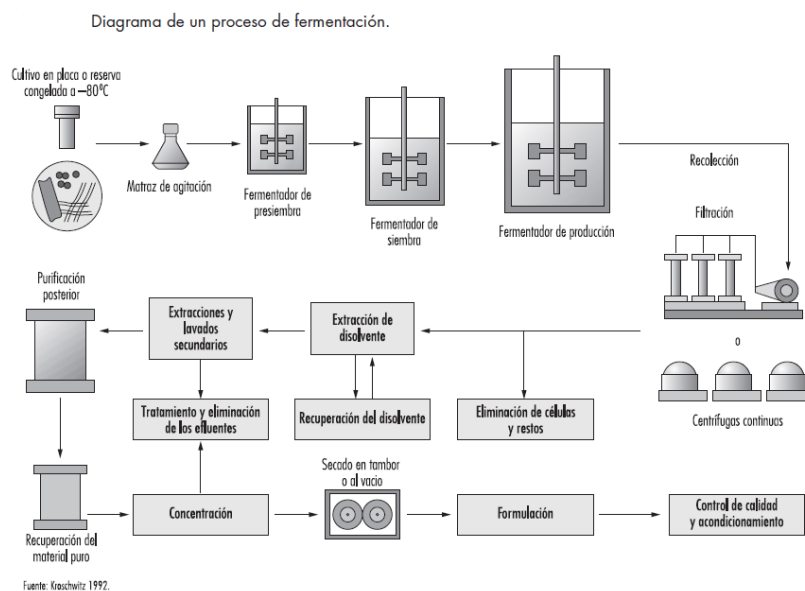 Diagrama de un proceso de fermentación.
Cultivo en placa o reserva
congelada a –80ºC
Matraz de agitación
Fermentador de
presiembra
Fermentador de
siembra
Fermentador de producción
Recolección
Filtración
o
Centrífugas continuas
Purificación
posterior
Extracciones y
lavados
secundarios
Extracción de
disolvente
Tratamiento y eliminación
de los efluentes
Recuperación del disolvente
Eliminación de células
y restos
Recuperación del
material puro
Concentración
Secado en tambor
o al vacio
Formulación
Control de calidad
y acondicionamiento
Fuente: Kroschwitz 1992.